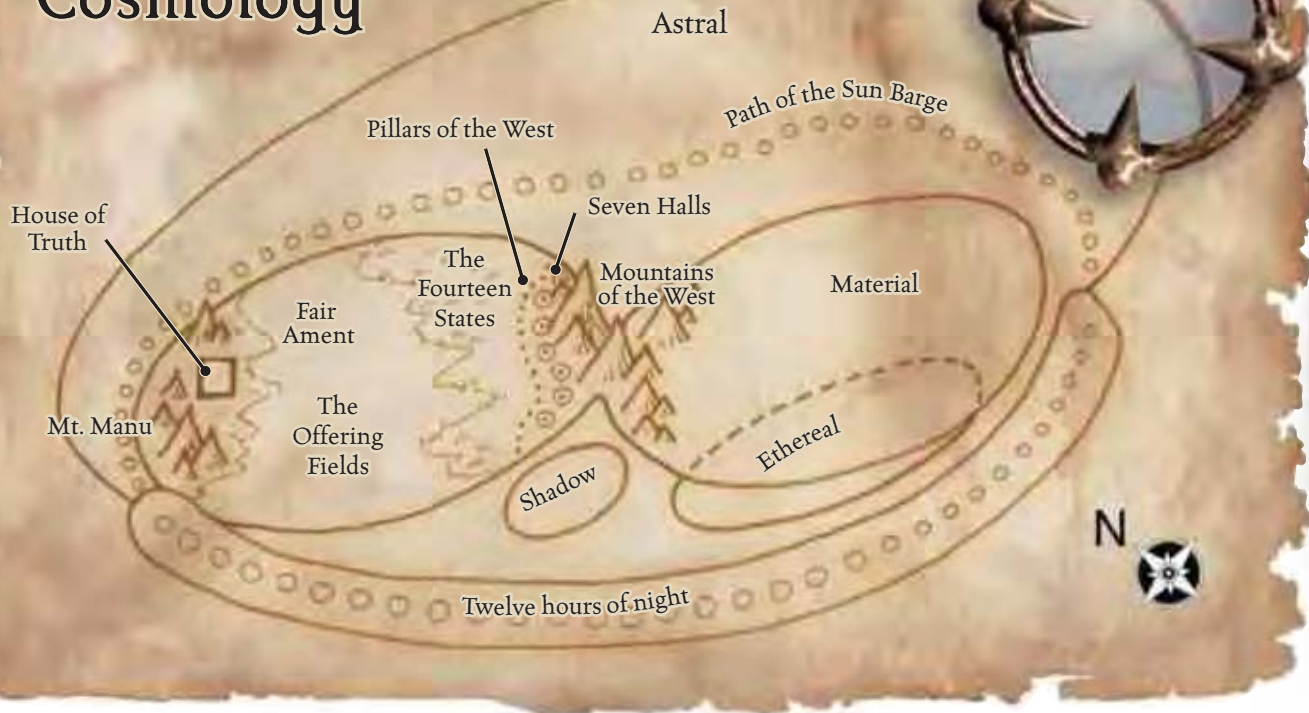 Cosmology
Astral
Path of the Sun Barge
Pillars of the West
House of
Truth
Seven Halls
The
Fourteen
States
Mountains
of the West
Material
Fair
Ament
Mt. Manu
The
Offering
Fields
Ethereal
Shadow
N
Twelve hours of night